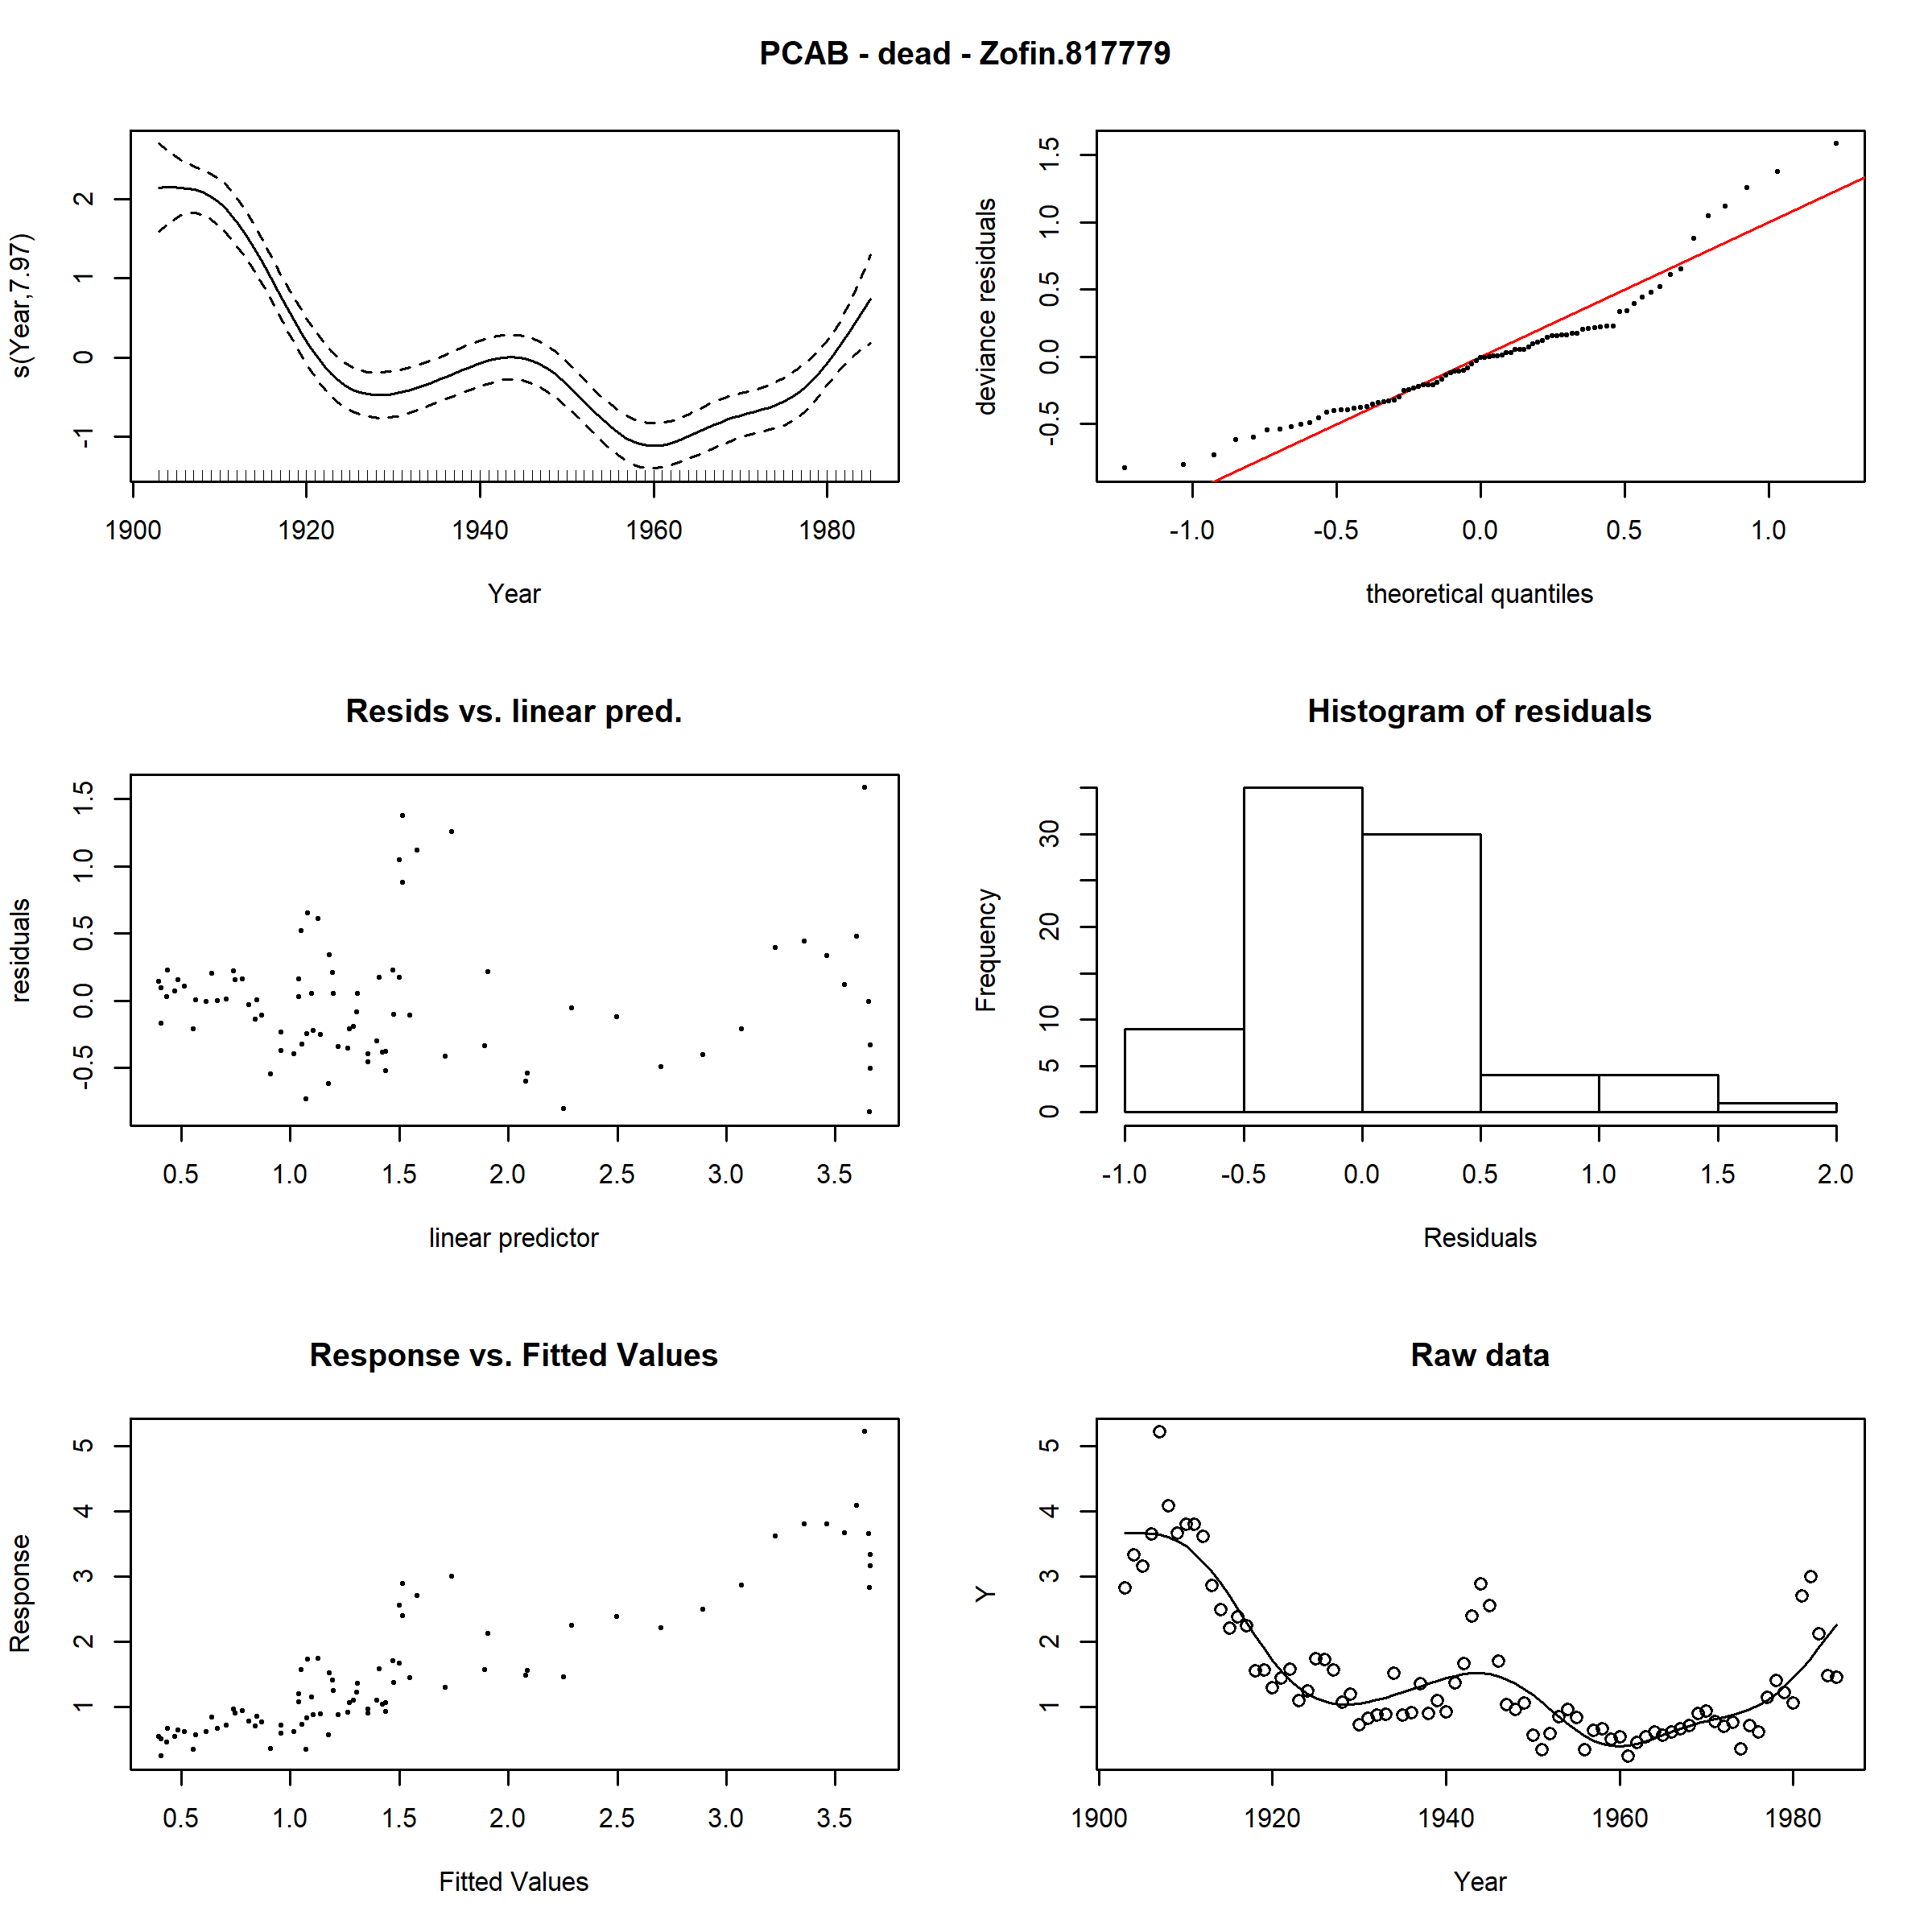 PCAB - dead - Zofin.817779
s(Year,7.97)
2
1
0
-1
1900 1920 1940 1960 1980
Year
deviance residuals
1.5
1.0
0.5
0.0
-0.5
-1.0 -0.5 0.0 0.5 1.0
theoretical quantiles
Resids vs. linear pred.
residuals
1.5
1.0
0.5
0.0
-0.5
0.5 1.0 1.5 2.0 2.5 3.0 3.5
linear predictor
Histogram of residuals
Frequency
30
20
10
5
0
-1.0 -0.5 0.0 0.5 1.0 1.5 2.0
Residuals
Response vs. Fitted Values
Response
5
4
3
2
1
0.5 1.0 1.5 2.0 2.5 3.0 3.5
Fitted Values
Raw data
Y
5
4
3
2
1
1900 1920 1940 1960 1980
Year